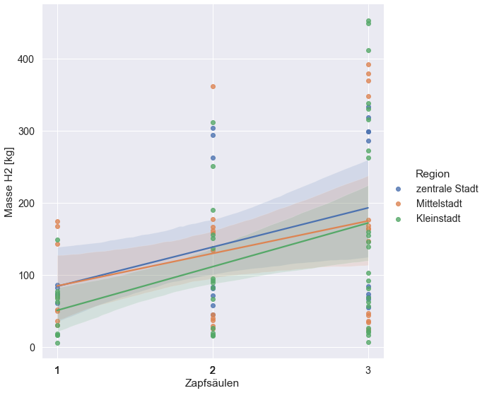 400
300
200
100
0
Masse H2 [kg]
1
2
3
Zapfsäulen
Region
zentrale Stadt
Mittelstadt
Kleinstadt